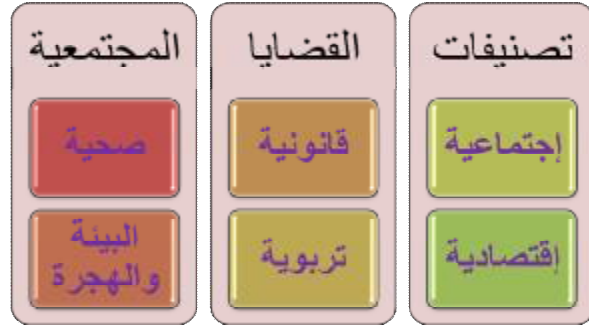 تصنيفات
القضايا
المجتمعية
إجتماعية
قانونية
صحية
إقتصادية
تربوية
البيئة
والهجرة